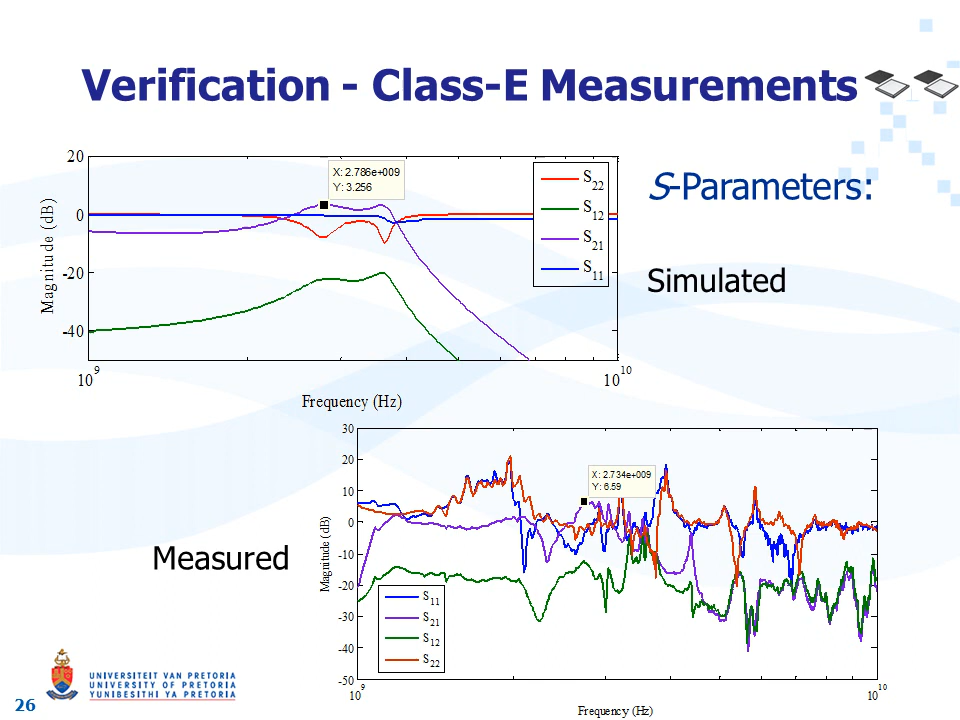 Verification - Class-E Measurements
S-Parameters:
Simulated
20
0
-20
-40
Magnitude (dB)
X: 2.786e+009
Y: 3.256
S22
S12
S21
S11
10^9
10^10
Frequency (Hz)
Measured
30
20
10
0
-10
-20
-30
-40
-50
Magnitude (dB)
X: 2.734e+009
Y: 6.59
S11
S21
S12
S22
10^9
10^10
Frequency (Hz)
UNIVERSITEIT VAN PRETORIA
UNIVERSITY OF PRETORIA
YUNIBESITHI YA PRETORIA
26